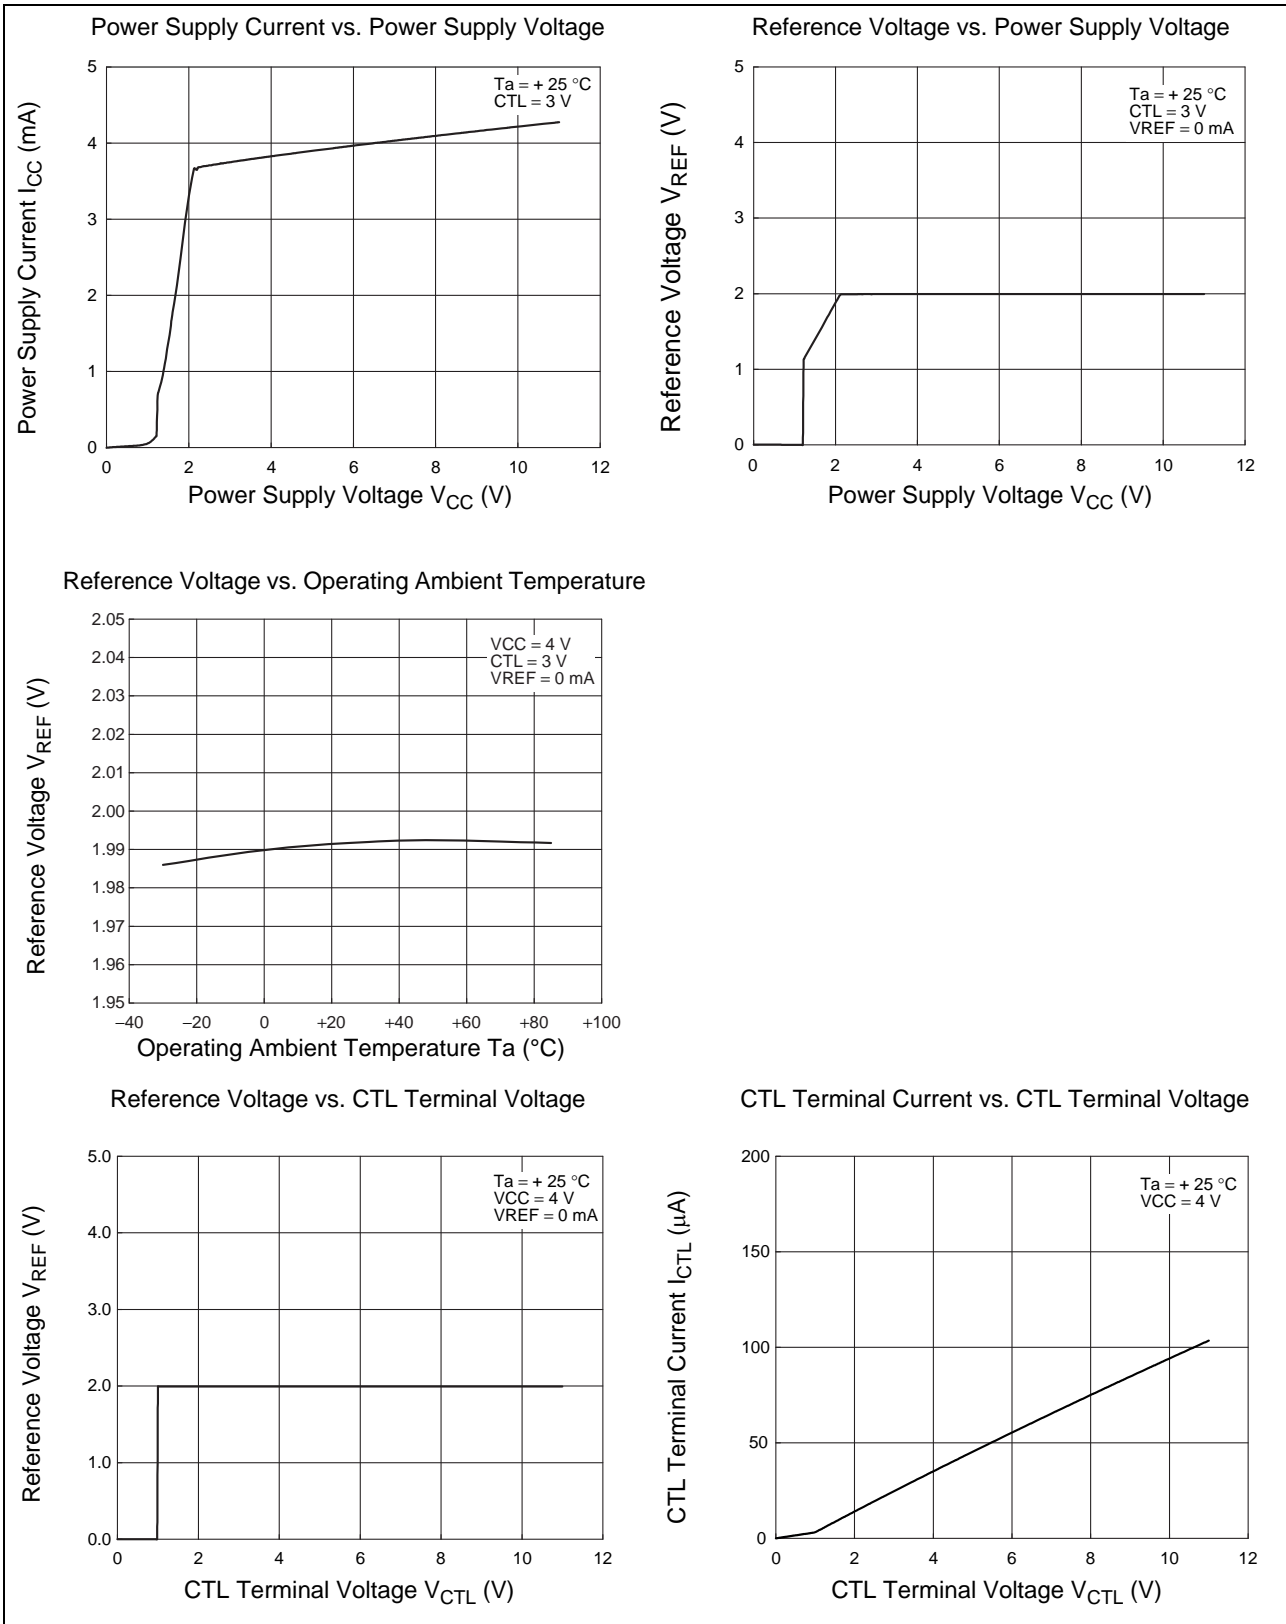 Power Supply Current vs. Power Supply Voltage
Power Supply Current ICC (mA)
5
4
3
2
1
0
Ta = + 25 °C
CTL = 3 V
0 2 4 6 8 10 12
Power Supply Voltage VCC (V)
Reference Voltage vs. Power Supply Voltage
Reference Voltage VREF (V)
5
4
3
2
1
0
Ta = + 25 °C
CTL = 3 V
VREF = 0 mA
0 2 4 6 8 10 12
Power Supply Voltage VCC (V)
Reference Voltage vs. Operating Ambient Temperature
Reference Voltage VREF (V)
2.05
2.04
2.03
2.02
2.01
2.00
1.99
1.98
1.97
1.96
1.95
VCC = 4 V
CTL = 3 V
VREF = 0 mA
−40 −20 0 +20 +40 +60 +80 +100
Operating Ambient Temperature Ta (°C)
Reference Voltage vs. CTL Terminal Voltage
Reference Voltage VREF (V)
5.0
4.0
3.0
2.0
1.0
0.0
Ta = + 25 °C
VCC = 4 V
VREF = 0 mA
0 2 4 6 8 10 12
CTL Terminal Voltage VCTL (V)
CTL Terminal Current vs. CTL Terminal Voltage
CTL Terminal Current ICTL (µA)
200
150
100
50
0
Ta = + 25 °C
VCC = 4 V
0 2 4 6 8 10 12
CTL Terminal Voltage VCTL (V)